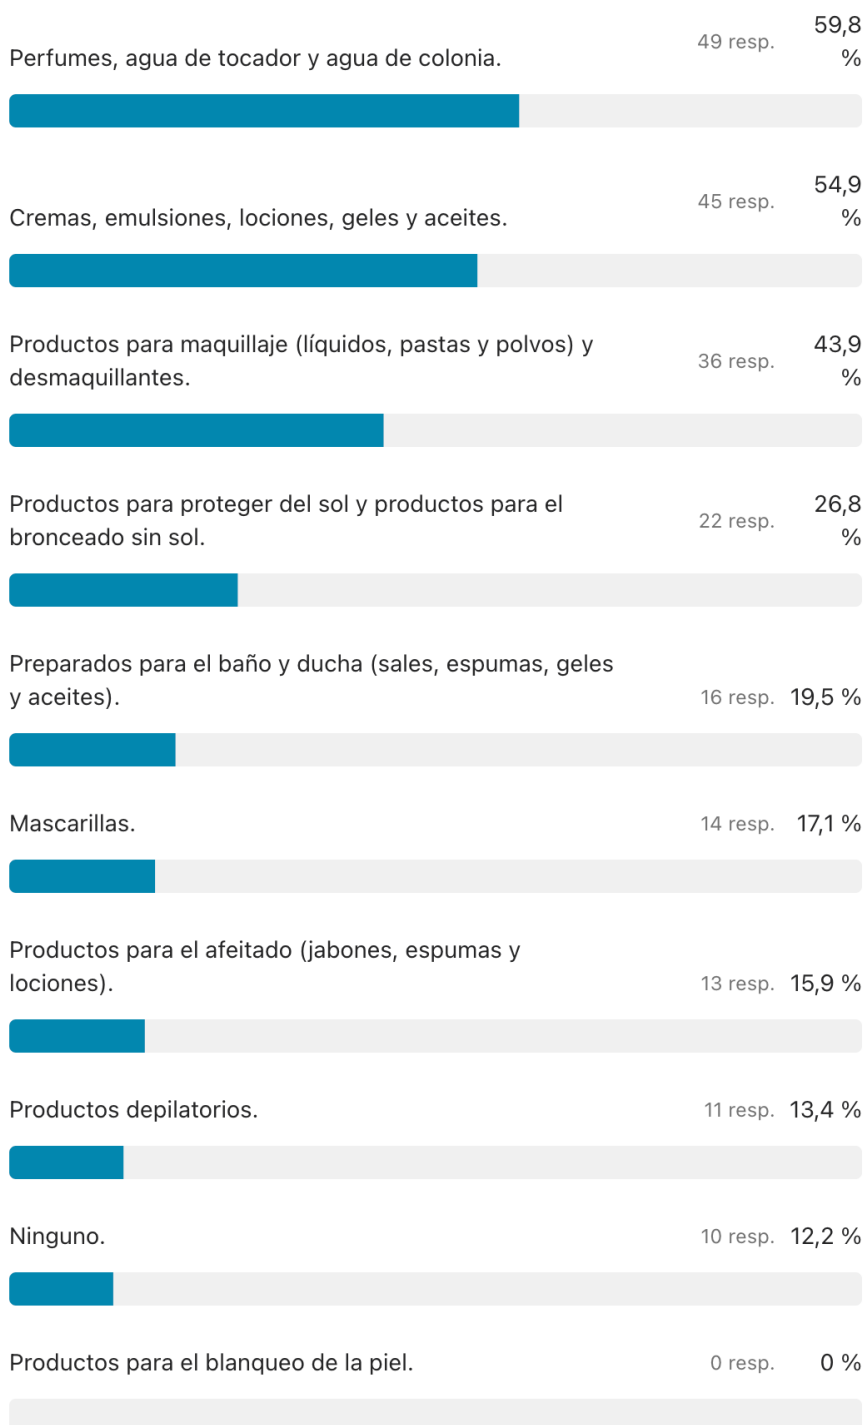 Perfumes, agua de tocador y agua de colonia. 49 resp. 59,8 %
Cremas, emulsiones, lociones, geles y aceites. 45 resp. 54,9 %
Productos para maquillaje (líquidos, pastas y polvos) y
desmaquillantes. 36 resp. 43,9 %
Productos para proteger del sol y productos para el
bronceado sin sol. 22 resp. 26,8 %
Preparados para el baño y ducha (sales, espumas, geles
y aceites). 16 resp. 19,5 %
Mascarillas. 14 resp. 17,1 %
Productos para el afeitado (jabones, espumas y
lociones). 13 resp. 15,9 %
Productos depilatorios. 11 resp. 13,4 %
Ninguno. 10 resp. 12,2 %
Productos para el blanqueo de la piel. 0 resp. 0 %